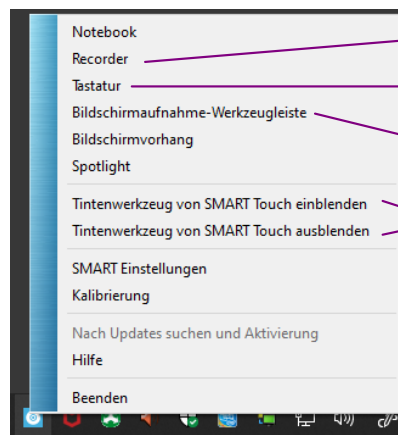 Notebook
Recorder
Tastatur
Bildschirmaufnahme-Werkzeugleiste
Bildschirmvorhang
Spotlight
Tintenwerkzeug von SMART Touch einblenden
Tintenwerkzeug von SMART Touch ausblenden
SMART Einstellungen
Kalibrierung
Nach Updates suchen und Aktivierung
Hilfe
Beenden